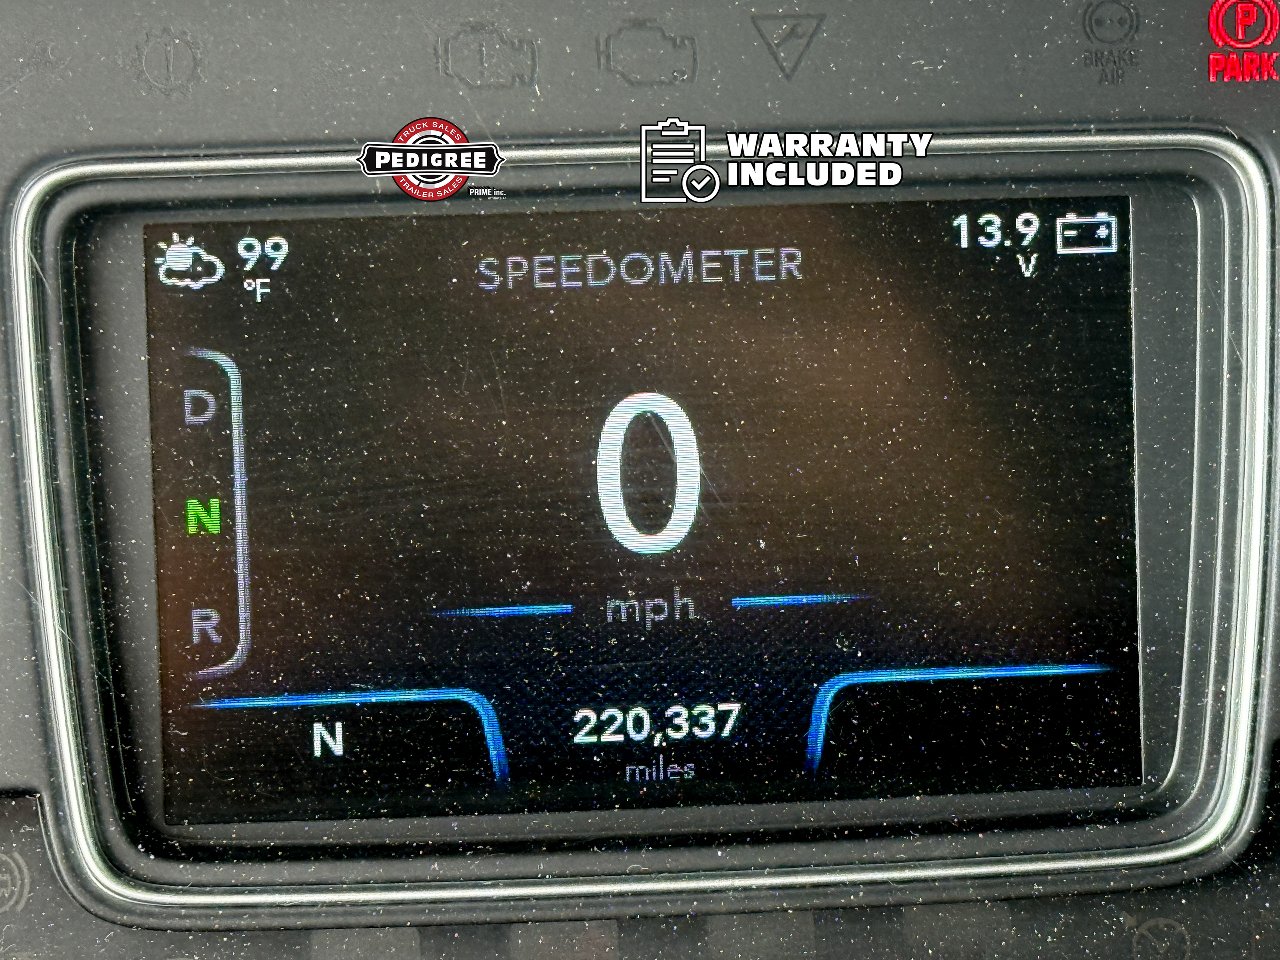 PARK
BRAKE
AIR
TRUCK SALES
PEDIGREE
TRAILER SALES
PRIME inc.
WARRANTY
INCLUDED
99
°F
SPEEDOMETER
13.9
V
D
N
R
0
mph
N
220,337
miles